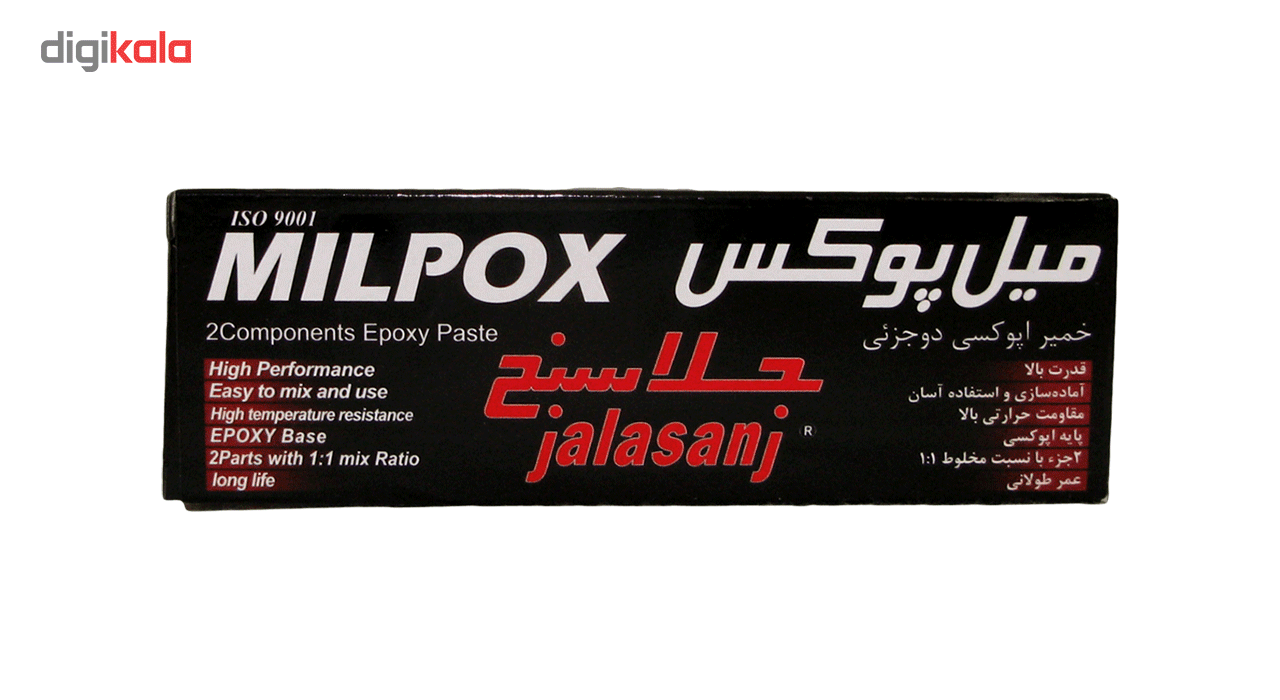 digikala
ISO 9001
MILPOX
میل پوکس
2Components Epoxy Paste
خمیر اپوکسی دوجزئی
جلاسنج
jalasanj ®
High Performance
Easy to mix and use
High temperature resistance
EPOXY Base
2Parts with 1:1 mix Ratio
long life
قدرت بالا
آماده‌سازی و استفاده آسان
مقاومت حرارتی بالا
پایه اپوکسی
۲جزء با نسبت مخلوط ۱:۱
عمر طولانی